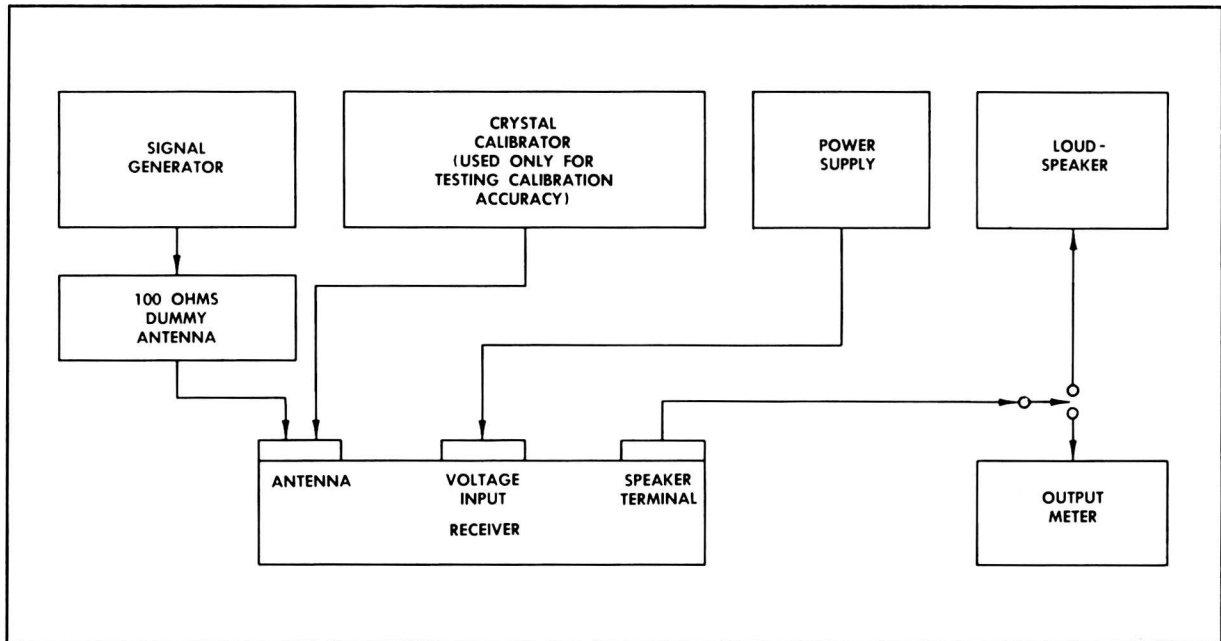 SIGNAL
GENERATOR
CRYSTAL
CALIBRATOR
(USED ONLY FOR
TESTING CALIBRATION
ACCURACY)
POWER
SUPPLY
LOUD-
SPEAKER
100 OHMS
DUMMY
ANTENNA
ANTENNA
VOLTAGE
INPUT
SPEAKER
TERMINAL
RECEIVER
OUTPUT
METER